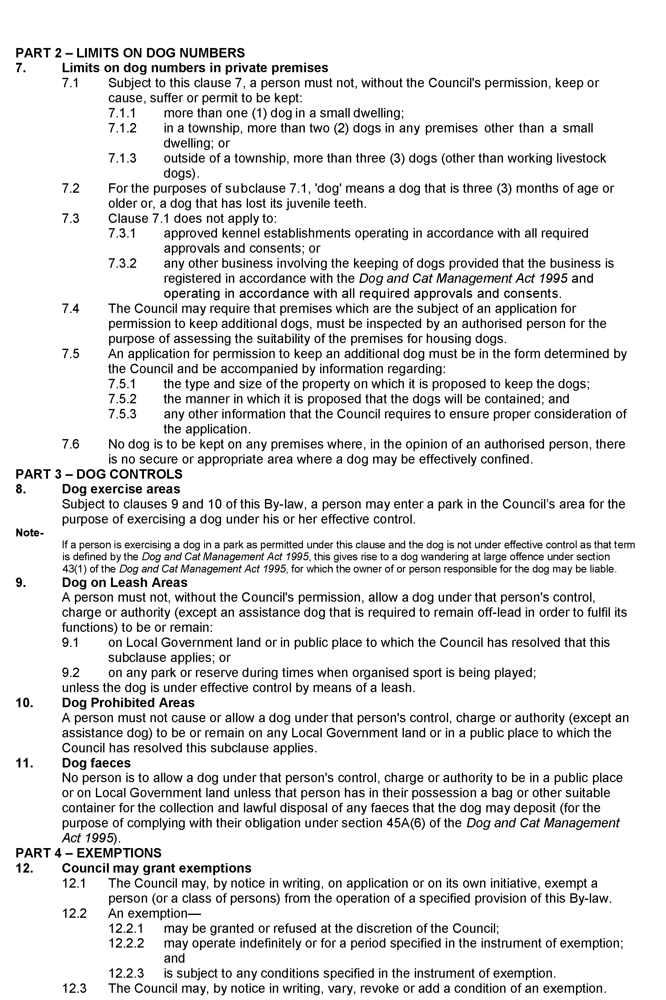 PART 2 – LIMITS ON DOG NUMBERS
7. Limits on dog numbers in private premises
7.1 Subject to this clause 7, a person must not, without the Council's permission, keep or
cause, suffer or permit to be kept:
7.1.1 more than one (1) dog in a small dwelling;
7.1.2 in a township, more than two (2) dogs in any premises other than a small
dwelling; or
7.1.3 outside of a township, more than three (3) dogs (other than working livestock
dogs).
7.2 For the purposes of subclause 7.1, 'dog' means a dog that is three (3) months of age or
older or, a dog that has lost its juvenile teeth.
7.3 Clause 7.1 does not apply to:
7.3.1 approved kennel establishments operating in accordance with all required
approvals and consents; or
7.3.2 any other business involving the keeping of dogs provided that the business is
registered in accordance with the Dog and Cat Management Act 1995 and
operating in accordance with all required approvals and consents.
7.4 The Council may require that premises which are the subject of an application for
permission to keep additional dogs, must be inspected by an authorised person for the
purpose of assessing the suitability of the premises for housing dogs.
7.5 An application for permission to keep an additional dog must be in the form determined by
the Council and be accompanied by information regarding:
7.5.1 the type and size of the property on which it is proposed to keep the dogs;
7.5.2 the manner in which it is proposed that the dogs will be contained; and
7.5.3 any other information that the Council requires to ensure proper consideration of
the application.
7.6 No dog is to be kept on any premises where, in the opinion of an authorised person, there
is no secure or appropriate area where a dog may be effectively confined.
PART 3 – DOG CONTROLS
8. Dog exercise areas
Subject to clauses 9 and 10 of this By-law, a person may enter a park in the Council’s area for the
purpose of exercising a dog under his or her effective control.
Note-
If a person is exercising a dog in a park as permitted under this clause and the dog is not under effective control as that term
is defined by the Dog and Cat Management Act 1995, this gives rise to a dog wandering at large offence under section
43(1) of the Dog and Cat Management Act 1995, for which the owner of or person responsible for the dog may be liable.
9. Dog on Leash Areas
A person must not, without the Council's permission, allow a dog under that person's control,
charge or authority (except an assistance dog that is required to remain off-lead in order to fulfil its
functions) to be or remain:
9.1 on Local Government land or in public place to which the Council has resolved that this
subclause applies; or
9.2 on any park or reserve during times when organised sport is being played;
unless the dog is under effective control by means of a leash.
10. Dog Prohibited Areas
A person must not cause or allow a dog under that person's control, charge or authority (except an
assistance dog) to be or remain on any Local Government land or in a public place to which the
Council has resolved this subclause applies.
11. Dog faeces
No person is to allow a dog under that person's control, charge or authority to be in a public place
or on Local Government land unless that person has in their possession a bag or other suitable
container for the collection and lawful disposal of any faeces that the dog may deposit (for the
purpose of complying with their obligation under section 45A(6) of the Dog and Cat Management
Act 1995).
PART 4 – EXEMPTIONS
12. Council may grant exemptions
12.1 The Council may, by notice in writing, on application or on its own initiative, exempt a
person (or a class of persons) from the operation of a specified provision of this By-law.
12.2 An exemption—
12.2.1 may be granted or refused at the discretion of the Council;
12.2.2 may operate indefinitely or for a period specified in the instrument of exemption;
and
12.2.3 is subject to any conditions specified in the instrument of exemption.
12.3 The Council may, by notice in writing, vary, revoke or add a condition of an exemption.